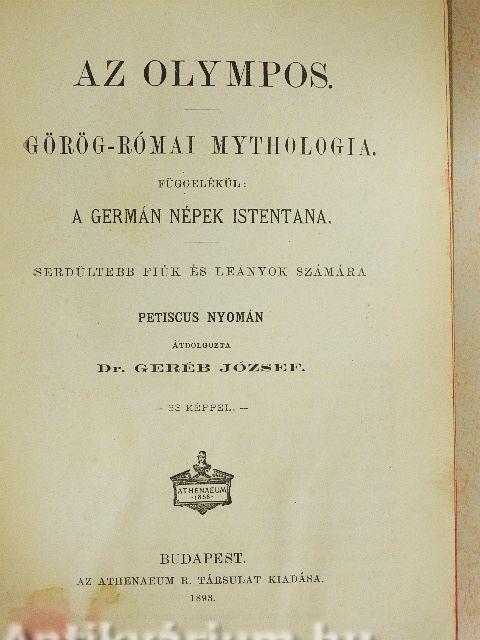 AZ OLYMPOS.
GÖRÖG-RÓMAI MYTHOLOGIA.
FÜGGELÉKÜL:
A GERMÁN NÉPEK ISTENTANA.
SERDÜLTEBB FIÚK ÉS LEÁNYOK SZÁMÁRA
PETISCUS NYOMÁN
ÁTDOLGOZTA
Dr. GERÉB JÓZSEF.
— KÉPPEL. —
ATHENAEUM
-1868-
BUDAPEST.
AZ ATHENAEUM R. TÁRSULAT KIADÁSA.
1893.
Antikvárium.hu